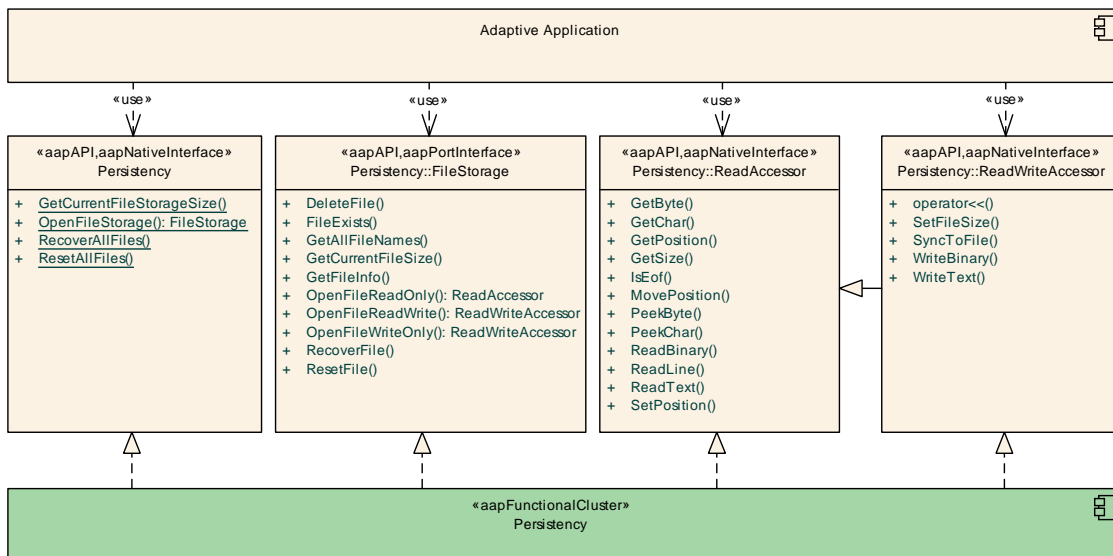 Adaptive Application
«use»
«use»
«use»
«use»
«aapAPI,aapNativeInterface»
Persistency
+ GetCurrentFileStorageSize()
+ OpenFileStorage(): FileStorage
+ RecoverAllFiles()
+ ResetAllFiles()
«aapAPI,aapPortInterface»
Persistency::FileStorage
+ DeleteFile()
+ FileExists()
+ GetAllFileNames()
+ GetCurrentFileSize()
+ GetFileInfo()
+ OpenFileReadOnly(): ReadAccessor
+ OpenFileReadWrite(): ReadWriteAccessor
+ OpenFileWriteOnly(): ReadWriteAccessor
+ RecoverFile()
+ ResetFile()
«aapAPI,aapNativeInterface»
Persistency::ReadAccessor
+ GetByte()
+ GetChar()
+ GetPosition()
+ GetSize()
+ IsEof()
+ MovePosition()
+ PeekByte()
+ PeekChar()
+ ReadBinary()
+ ReadLine()
+ ReadText()
+ SetPosition()
«aapAPI,aapNativeInterface»
Persistency::ReadWriteAccessor
+ operator<<()
+ SetFileSize()
+ SyncToFile()
+ WriteBinary()
+ WriteText()
«aapFunctionalCluster»
Persistency